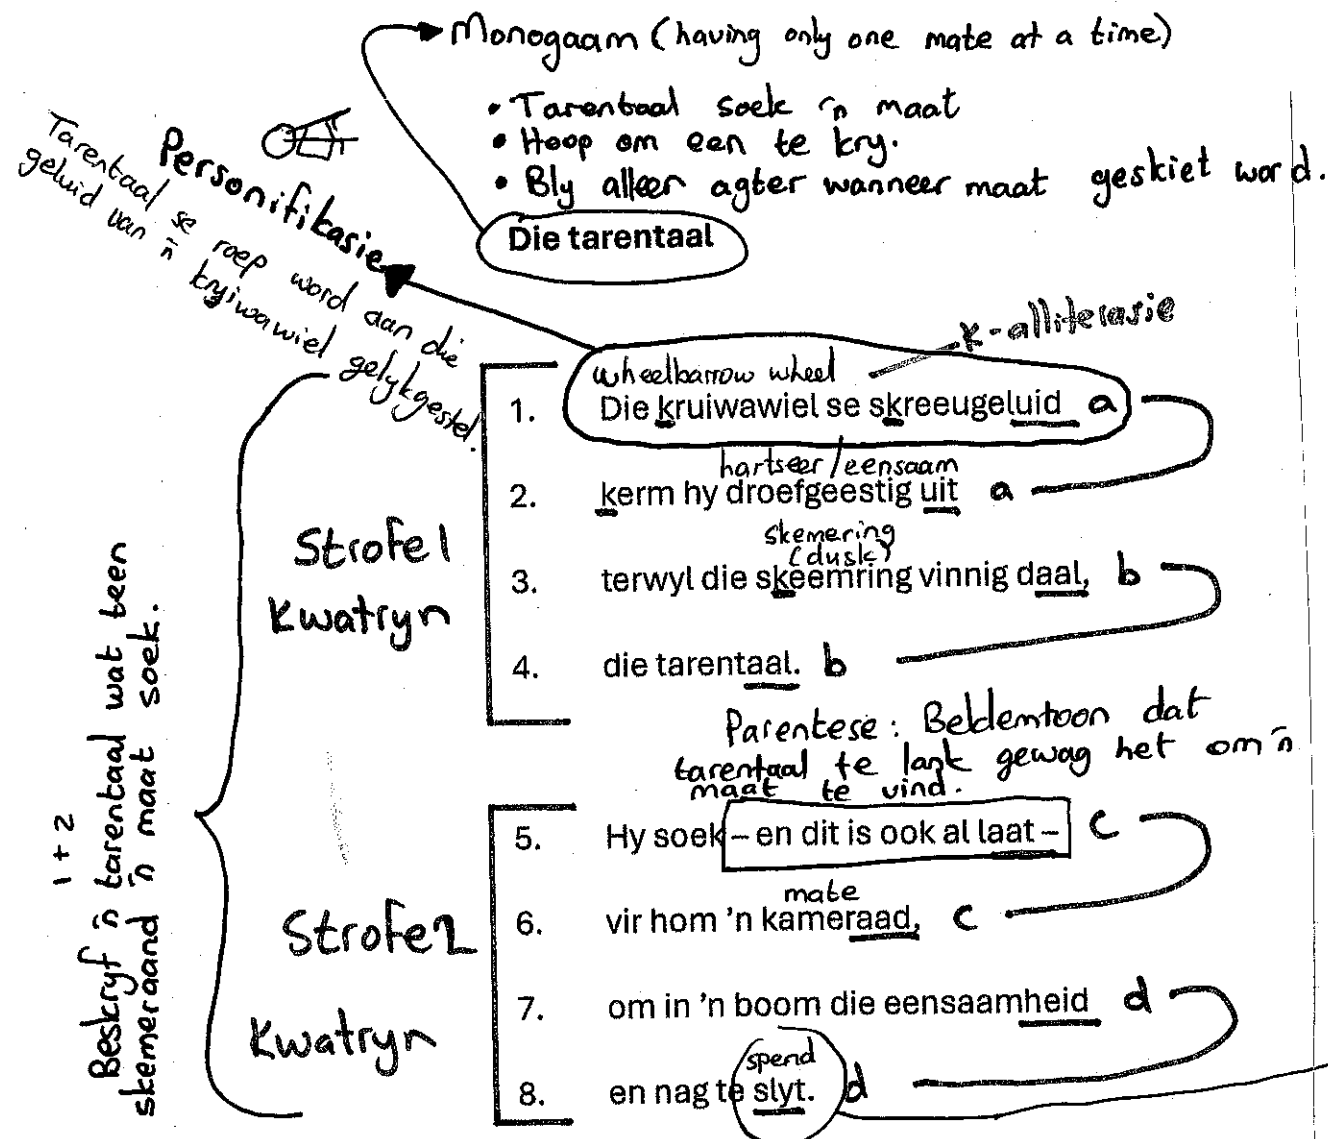 Monogaam (having only one mate at a time)
• Tarentaal soek 'n maat
• Hoop om een te kry.
• Bly alleen agter wanneer maat geskiet word.
Die tarentaal
Personifikasie
Tarentaal se roep word aan die
geluid van 'n kryiwawiel gelykgestel.
K-alliterasie
wheelbarrow wheel
1. Die kruiwawiel se skreeugeluid a
hartseer/eensaam
2. kerm hy droefgeestig uit a
skemering
(dusk)
3. terwyl die skeemring vinnig daal, b
4. die tarentaal. b
Strofe 1
Kwatryn
Parentese: Beklemtoon dat
tarentaal te lank gewag het om 'n
maat te vind.
5. Hy soek – en dit is ook al laat – c
mate
6. vir hom 'n kameraad, c
7. om in 'n boom die eensaamheid d
spend
8. en nag te slyt. d
Strofe 2
Kwatryn
1 + 2
Beskryf 'n tarentaal wat been
skemeraand 'n maat soek.